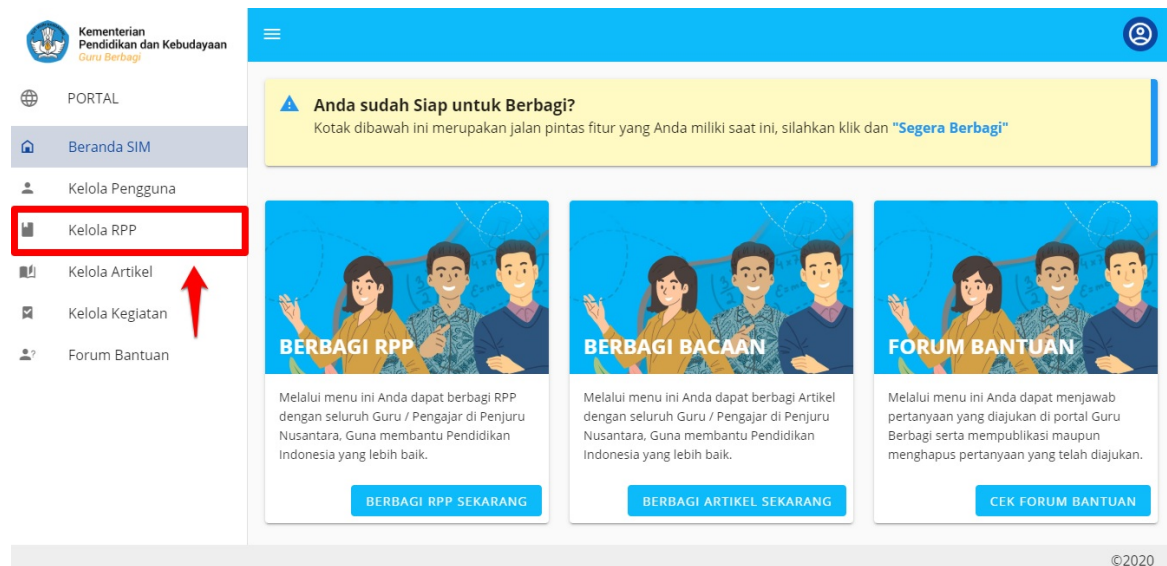 Kementerian
Pendidikan dan Kebudayaan
Guru Berbagi
PORTAL
Beranda SIM
Kelola Pengguna
Kelola RPP
Kelola Artikel
Kelola Kegiatan
Forum Bantuan
Anda sudah Siap untuk Berbagi?
Kotak dibawah ini merupakan jalan pintas fitur yang Anda miliki saat ini, silahkan klik dan "Segera Berbagi"
BERBAGI RPP
Melalui menu ini Anda dapat berbagi RPP
dengan seluruh Guru / Pengajar di Penjuru
Nusantara, Guna membantu Pendidikan
Indonesia yang lebih baik.
BERBAGI RPP SEKARANG
BERBAGI BACAAN
Melalui menu ini Anda dapat berbagi Artikel
dengan seluruh Guru / Pengajar di Penjuru
Nusantara, Guna membantu Pendidikan
Indonesia yang lebih baik.
BERBAGI ARTIKEL SEKARANG
FORUM BANTUAN
Melalui menu ini Anda dapat menjawab
pertanyaan yang diajukan di portal Guru
Berbagi serta mempublikasi maupun
menghapus pertanyaan yang telah diajukan.
CEK FORUM BANTUAN
©2020